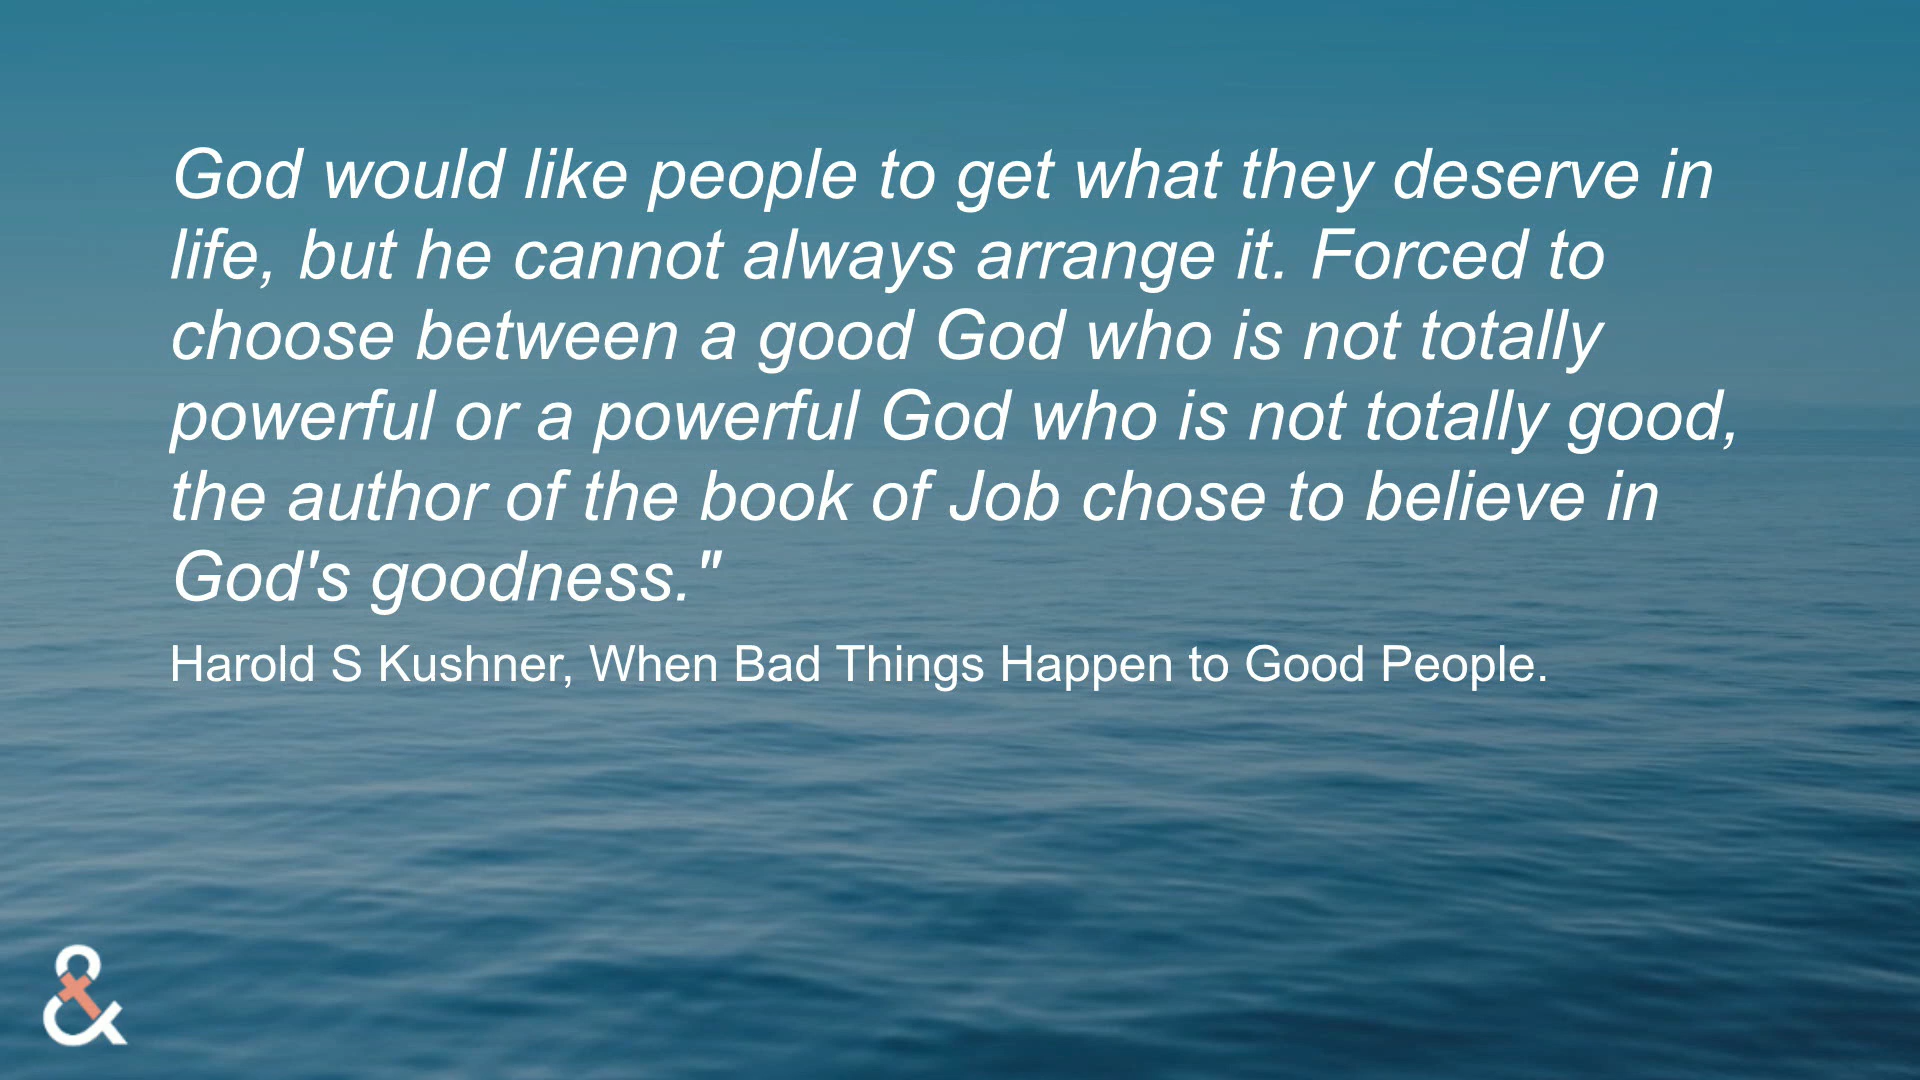 God would like people to get what they deserve in
life, but he cannot always arrange it. Forced to
choose between a good God who is not totally
powerful or a powerful God who is not totally good,
the author of the book of Job chose to believe in
God's goodness."
Harold S Kushner, When Bad Things Happen to Good People.
&